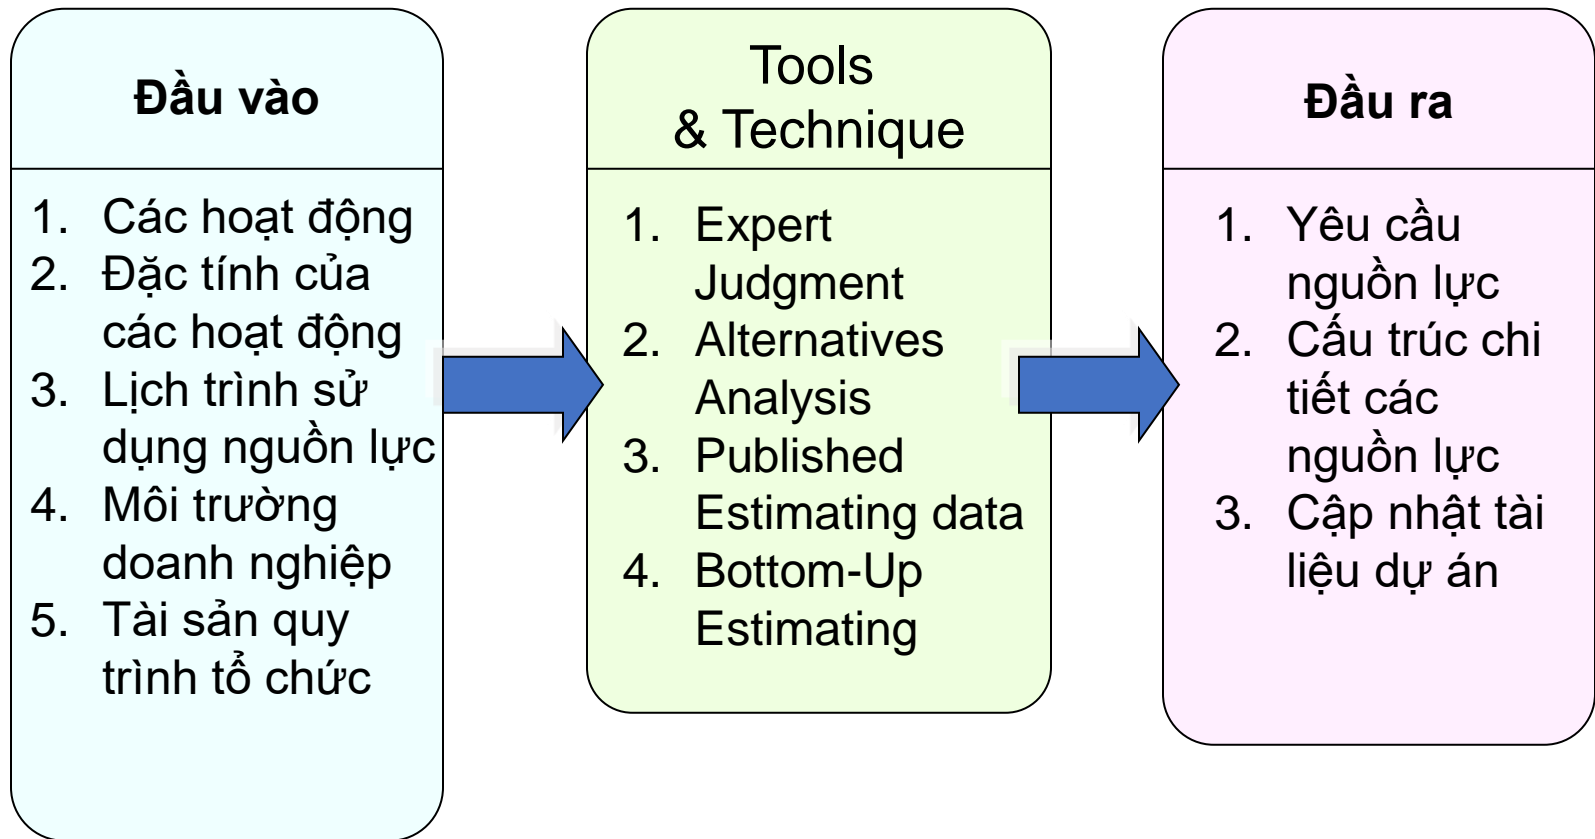 Đầu vào
1. Các hoạt động
2. Đặc tính của
các hoạt động
3. Lịch trình sử
dụng nguồn lực
4. Môi trường
doanh nghiệp
5. Tài sản quy
trình tổ chức
Tools
& Technique
1. Expert
Judgment
2. Alternatives
Analysis
3. Published
Estimating data
4. Bottom-Up
Estimating
Đầu ra
1. Yêu cầu
nguồn lực
2. Cấu trúc chi
tiết các
nguồn lực
3. Cập nhật tài
liệu dự án